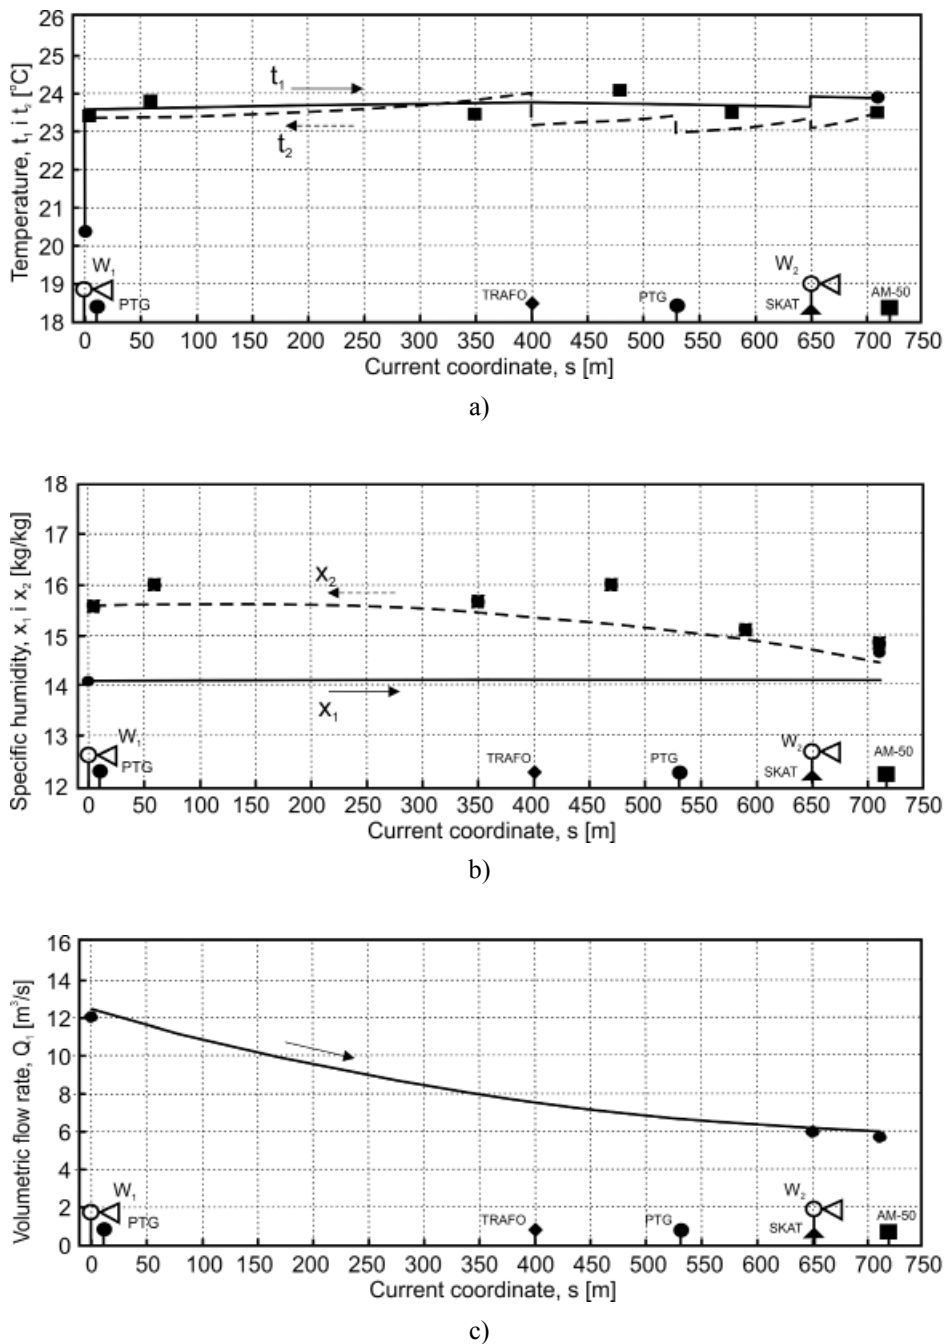 Temperature, t₁ i t₂ [°C]
26
25
24
23
22
21
20
19
18
t₁
t₂
W₁
PTG
TRAFO
PTG
W₂
SKAT
AM-50
0 50 100 150 200 250 300 350 400 450 500 550 600 650 700 750
Current coordinate, s [m]
a)
Specific humidity, x₁ i x₂ [kg/kg]
18
17
16
15
14
13
12
x₂
x₁
W₁
PTG
TRAFO
PTG
W₂
SKAT
AM-50
0 50 100 150 200 250 300 350 400 450 500 550 600 650 700 750
Current coordinate, s [m]
b)
Volumetric flow rate, Q₁ [m³/s]
16
14
12
10
8
6
4
2
0
W₁
PTG
TRAFO
PTG
W₂
SKAT
AM-50
0 50 100 150 200 250 300 350 400 450 500 550 600 650 700 750
Current coordinate, s [m]
c)